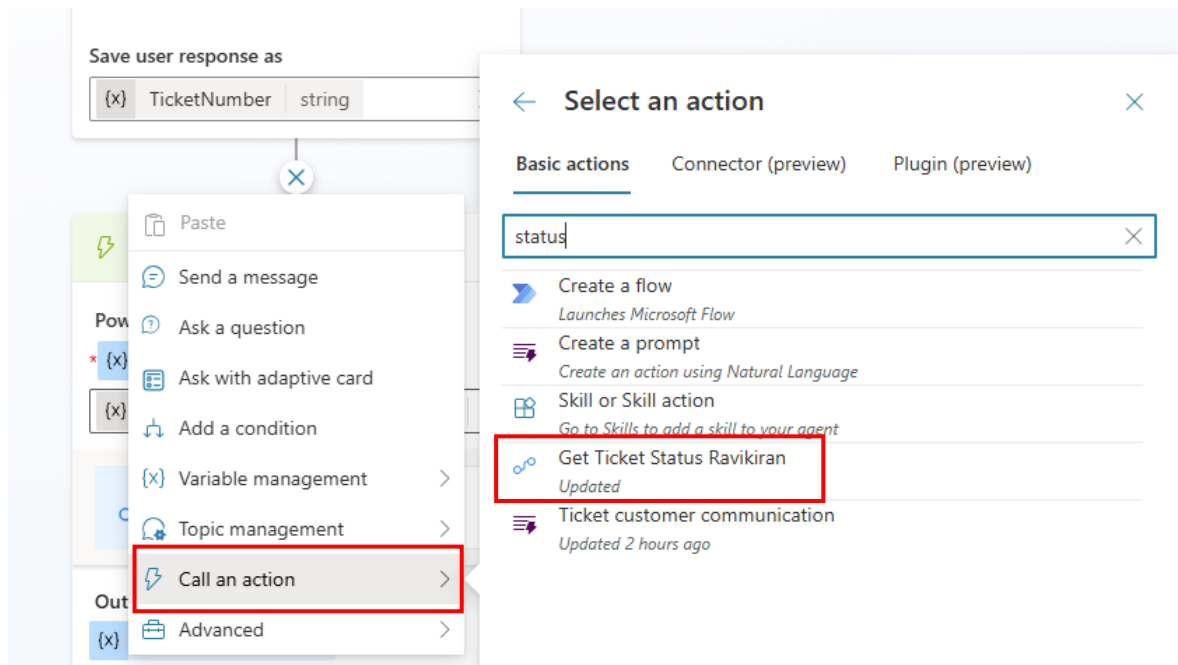 Save user response as
{x} TicketNumber string
Paste
Send a message
Ask a question
Ask with adaptive card
Add a condition
{x} Variable management
Topic management
Call an action
Advanced
{x}
{x}
Out
{x}
Select an action
Basic actions Connector (preview) Plugin (preview)
status
Create a flow
Launches Microsoft Flow
Create a prompt
Create an action using Natural Language
Skill or Skill action
Go to Skills to add a skill to your agent
Get Ticket Status Ravikiran
Updated
Ticket customer communication
Updated 2 hours ago